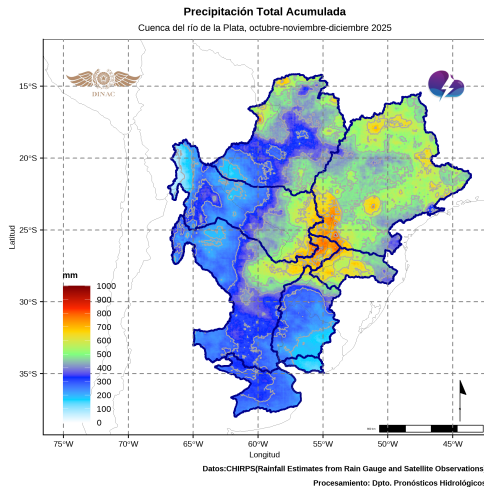 Precipitación Total Acumulada
Cuenca del río de la Plata, octubre-noviembre-diciembre 2025
DINAC
15°S
20°S
25°S
30°S
35°S
Latitud
mm
1000
900
800
700
600
500
400
300
200
100
0
75°W
70°W
65°W
60°W
55°W
50°W
45°W
Longitud
Datos:CHIRPS(Rainfall Estimates from Rain Gauge and Satellite Observations
Procesamiento: Dpto. Pronósticos Hidrológicos